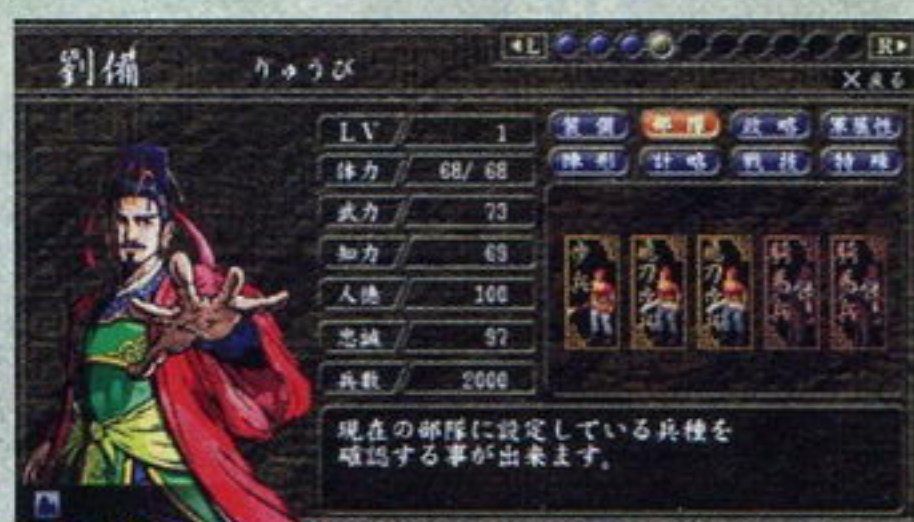 劉備 りゅうび
◀L R▶
×戻る
LV 1
体力 68/ 68
武力 73
知力 63
人徳 100
忠誠 97
兵数 2000
装備 部隊 政略 軍属性
陣形 計略 戦技 特殊
現在の部隊に設定している兵種を
確認する事が出来ます。